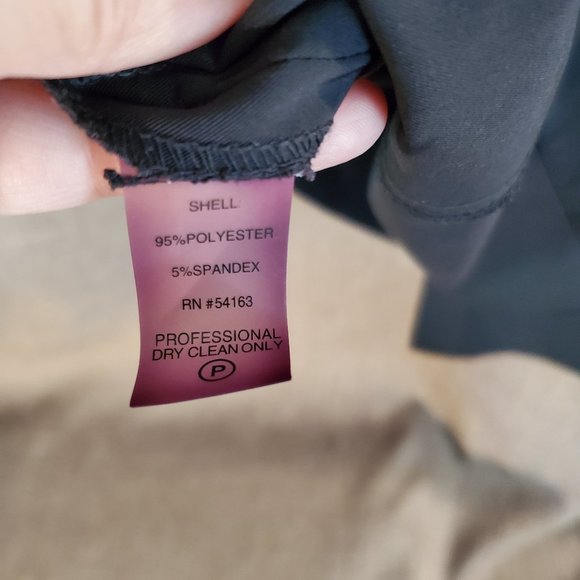 SHELL:
95%POLYESTER
5%SPANDEX
RN #54163
PROFESSIONAL
DRY CLEAN ONLY
P